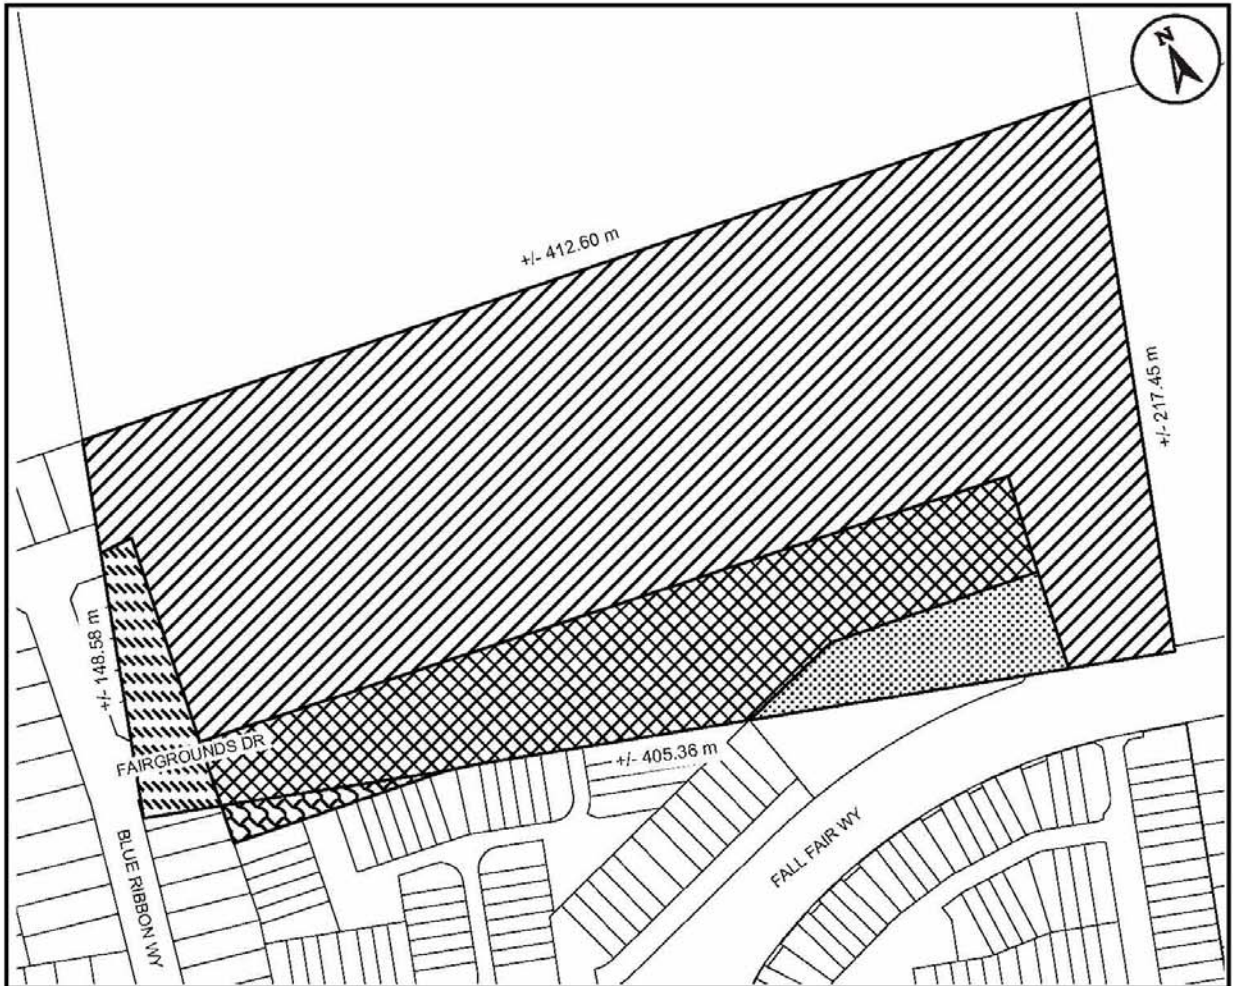 N
+/- 412.60 m
+/- 217.45 m
+/- 148.58 m
FAIRGROUNDS DR
+/- 405.36 m
BLUE RIBBON WY
FALL FAIR WY